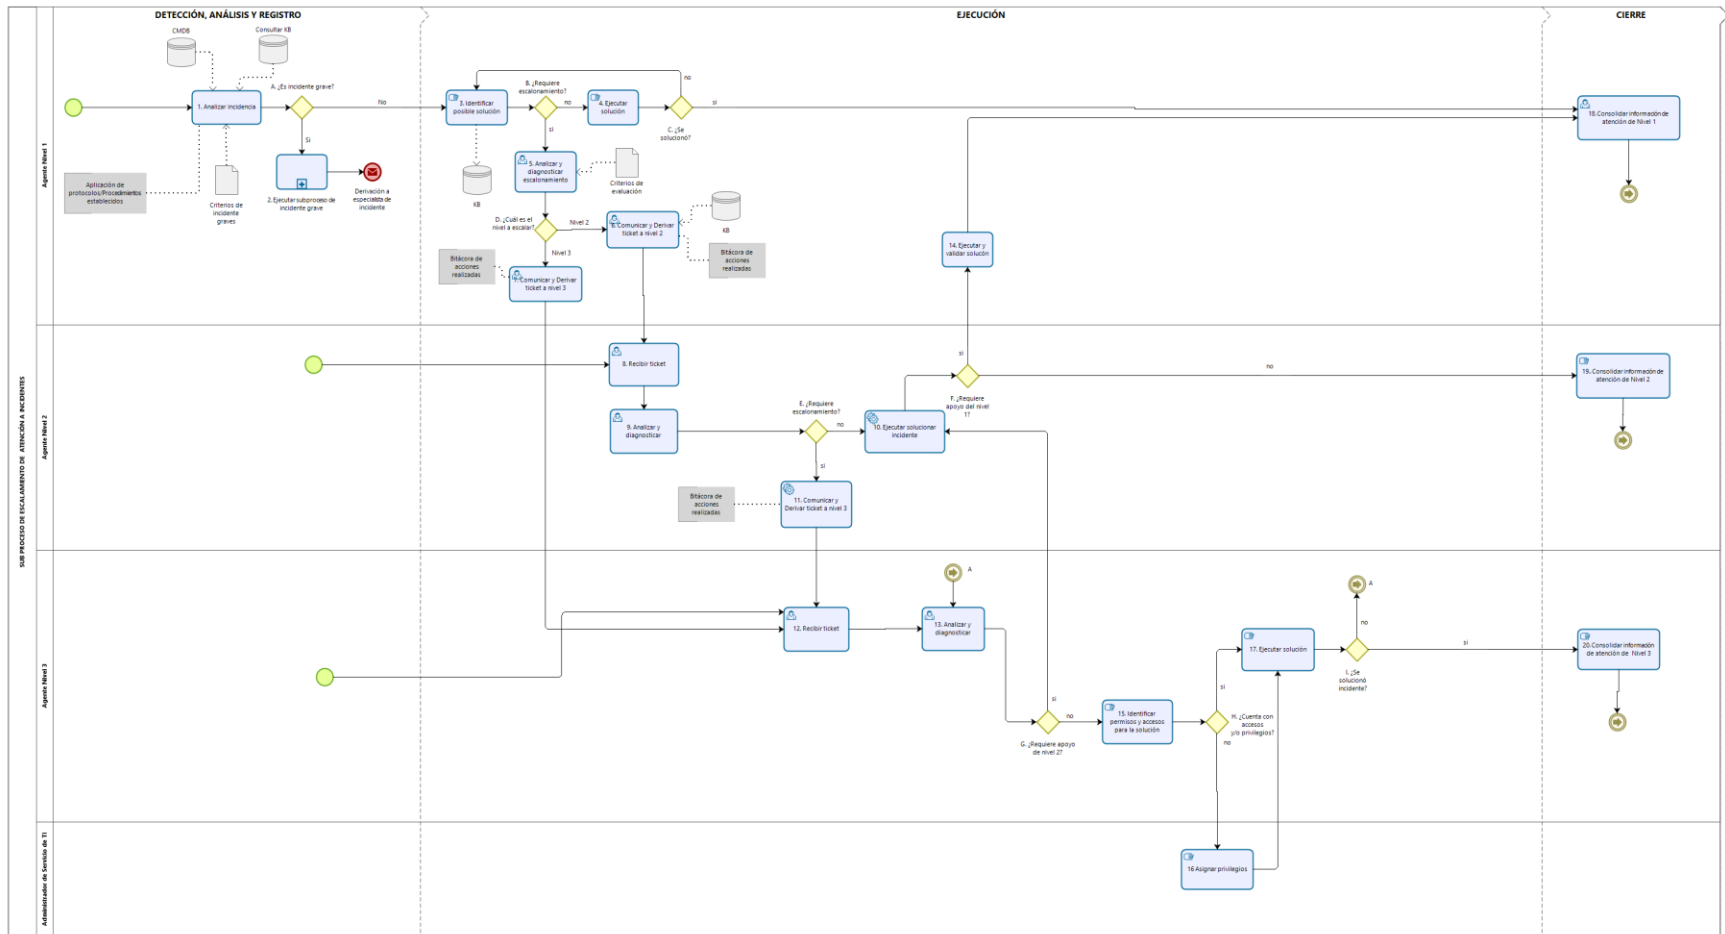 DETECCIÓN, ANÁLISIS Y REGISTRO
EJECUCIÓN
CIERRE
SUB PROCESO DE ESCALAMIENTO DE ATENCIÓN A INCIDENTES
Agente Nivel 1
CMDB
Consultar KB
1. Analizar incidencia
A. ¿Es incidente grave?
No
Si
Aplicación de
protocolos/Procedimientos
establecidos
Criterios de
incidente
graves
2.Ejecutar subproceso de
incidente grave
Derivación a
especialista de
incidente
3. Identificar
posible solución
B. ¿Requiere
escalonamiento?
no
si
4. Ejecutar
solución
C. ¿Se
solucionó?
no
si
KB
5. Analizar y
diagnosticar
escalonamiento
Criterios de
evaluación
D. ¿Cuál es el
nivel a escalar?
Nivel 2
Nivel 3
6. Comunicar y Derivar
ticket a nivel 2
KB
Bitácora de
acciones
realizadas
Bitácora de
acciones
realizadas
7. Comunicar y Derivar
ticket a nivel 3
14. Ejecutar y
validar solucón
18.Consolidar información de
atención de Nivel 1
Agente Nivel 2
8. Recibir ticket
9. Analizar y
diagnosticar
E. ¿Requiere
escalonamiento?
no
si
10. Ejecutar solucionar
incidente
si
F. ¿Requiere
apoyo del nivel
1?
no
Bitácora de
acciones
realizadas
11. Comunicar y
Derivar ticket a nivel 3
19. Consolidar información de
atención de Nivel 2
Agente Nivel 3
12. Recibir ticket
A
13. Analizar y
diagnosticar
si
no
G. ¿Requiere apoyo
de nivel 2?
15. Identificar
permisos y accesos
para la solución
si
H. ¿Cuenta con
accesos
y/o privilegios?
no
17. Ejecutar solución
A
no
si
I. ¿Se
solucionó
incidente?
20.Consolidar información
de atención de Nivel 3
Administrador de Servicio de TI
16 Asignar privilegios